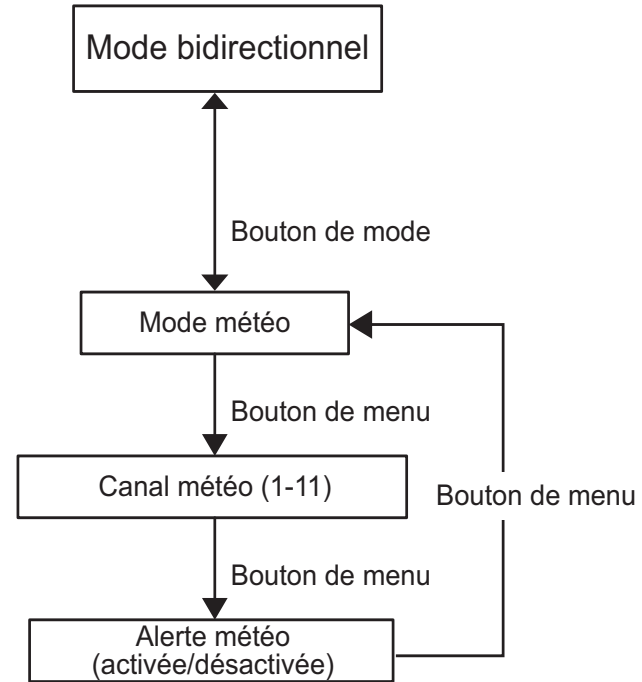 Mode bidirectionnel
Bouton de mode
Mode météo
Bouton de menu
Canal météo (1-11)
Bouton de menu
Bouton de menu
Alerte météo
(activée/désactivée)